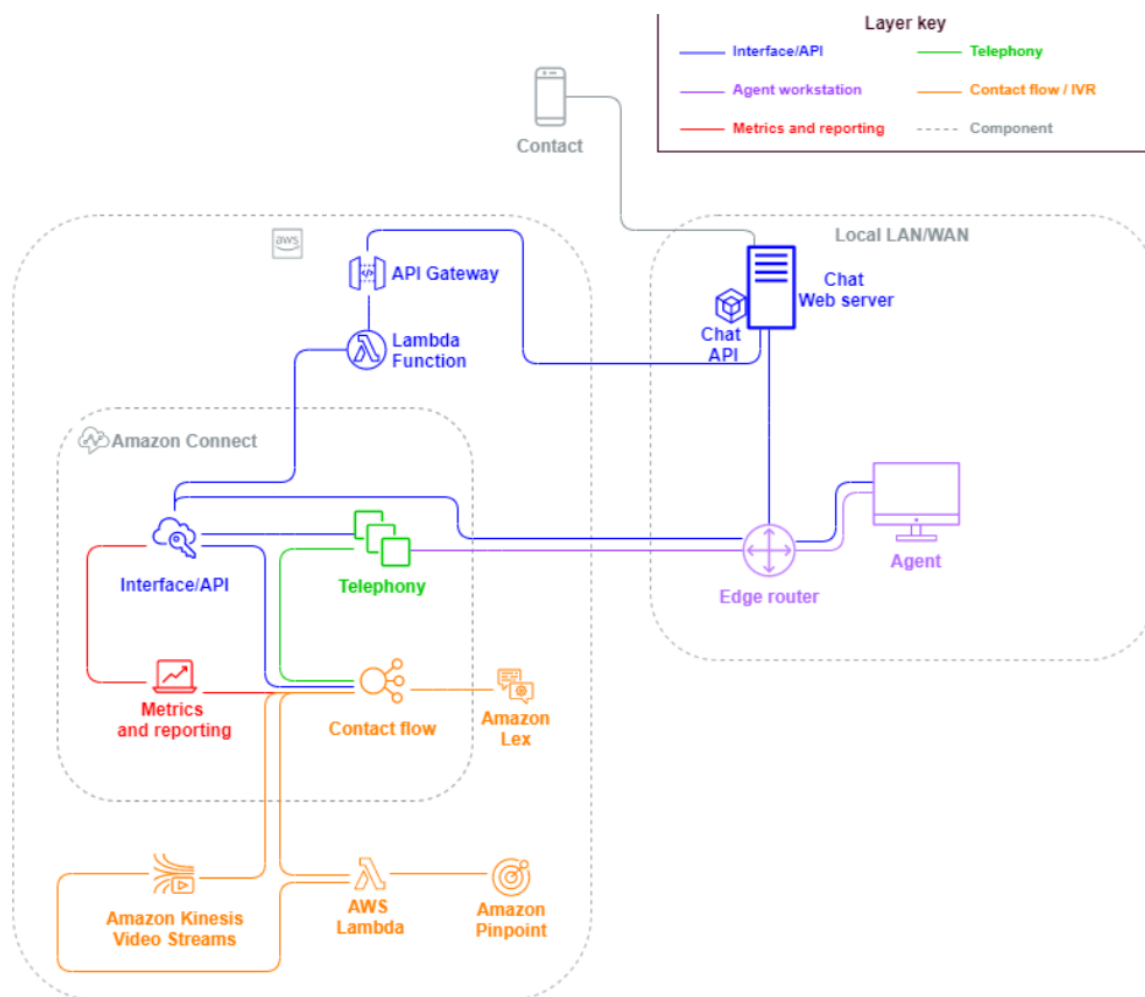 Layer key
Interface/API
Telephony
Agent workstation
Contact flow / IVR
Metrics and reporting
Component
Contact
aws
Local LAN/WAN
API Gateway
Chat
Web server
Chat
API
Lambda
Function
Amazon Connect
Interface/API
Telephony
Edge router
Agent
Metrics
and reporting
Contact flow
Amazon
Lex
Amazon Kinesis
Video Streams
AWS
Lambda
Amazon
Pinpoint